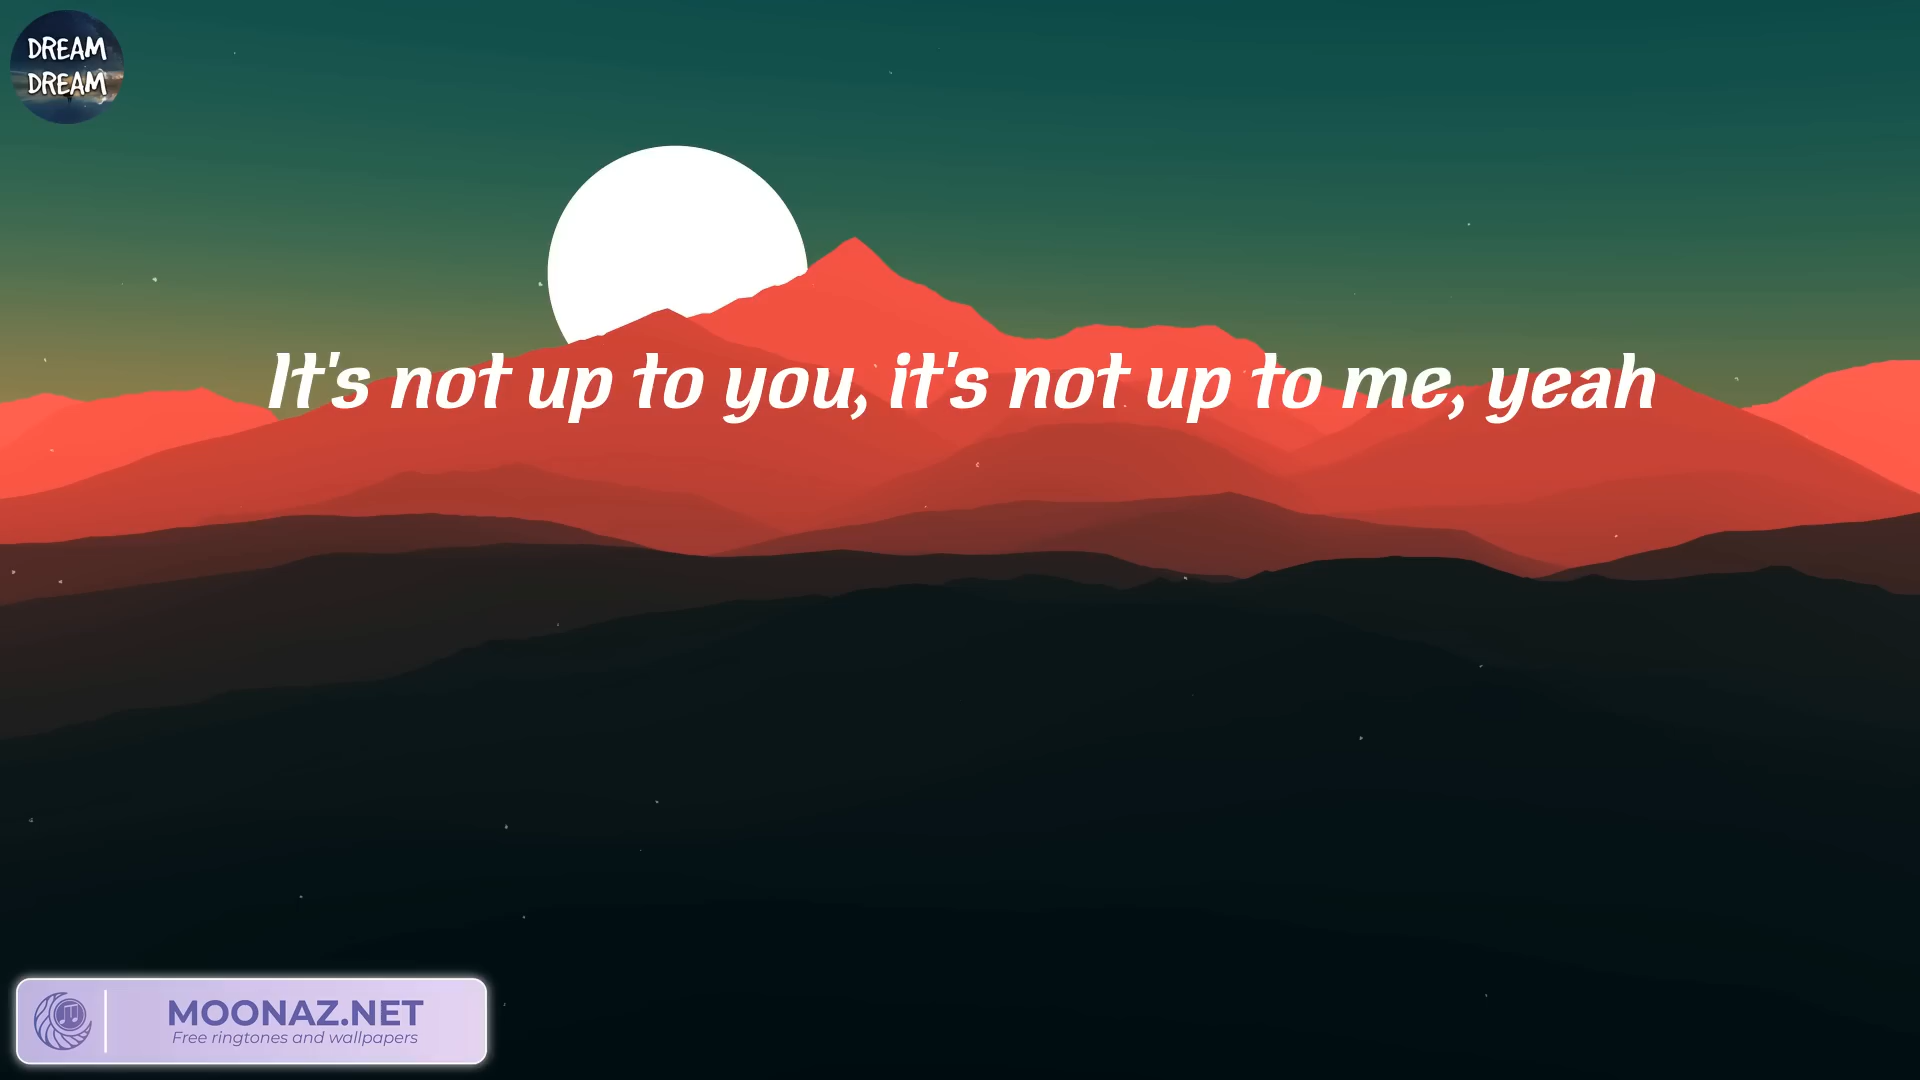 DREAM
DREAM
It's not up to you, it's not up to me, yeah
MOONAZ.NET
Free ringtones and wallpapers